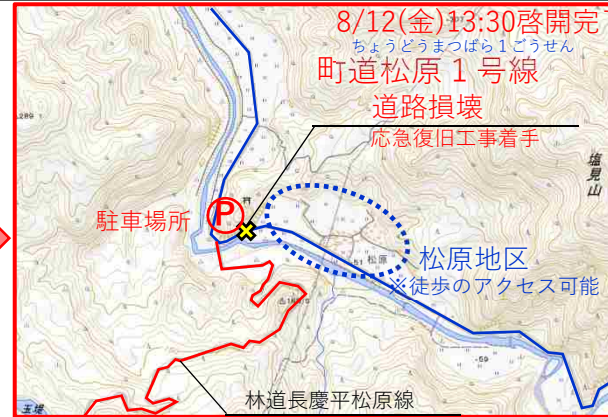 8/12(金)13:30啓開完了
ちょうどうまつばら1ごうせん
町道松原1号線
道路損壊
応急復旧工事着手
塩見山
駐車場所
P
松原
松原地区
※徒歩のアクセス可能
林道長慶平松原線
玉堤